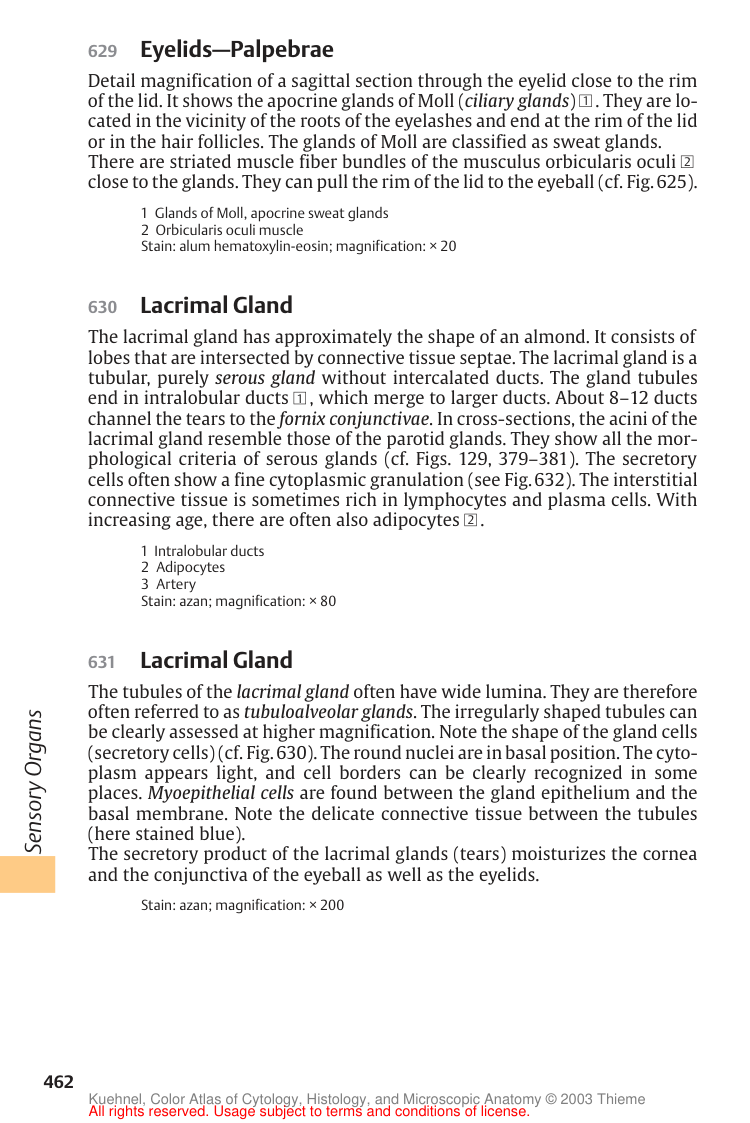 629 Eyelids—Palpebrae
Detail magnification of a sagittal section through the eyelid close to the rim
of the lid. It shows the apocrine glands of Moll (ciliary glands) 1 . They are lo-
cated in the vicinity of the roots of the eyelashes and end at the rim of the lid
or in the hair follicles. The glands of Moll are classified as sweat glands.
There are striated muscle fiber bundles of the musculus orbicularis oculi 2
close to the glands. They can pull the rim of the lid to the eyeball (cf. Fig. 625).
1 Glands of Moll, apocrine sweat glands
2 Orbicularis oculi muscle
Stain: alum hematoxylin-eosin; magnification: × 20
630 Lacrimal Gland
The lacrimal gland has approximately the shape of an almond. It consists of
lobes that are intersected by connective tissue septae. The lacrimal gland is a
tubular, purely serous gland without intercalated ducts. The gland tubules
end in intralobular ducts 1 , which merge to larger ducts. About 8–12 ducts
channel the tears to the fornix conjunctivae. In cross-sections, the acini of the
lacrimal gland resemble those of the parotid glands. They show all the mor-
phological criteria of serous glands (cf. Figs. 129, 379–381). The secretory
cells often show a fine cytoplasmic granulation (see Fig. 632). The interstitial
connective tissue is sometimes rich in lymphocytes and plasma cells. With
increasing age, there are often also adipocytes 2 .
1 Intralobular ducts
2 Adipocytes
3 Artery
Stain: azan; magnification: × 80
631 Lacrimal Gland
The tubules of the lacrimal gland often have wide lumina. They are therefore
often referred to as tubuloalveolar glands. The irregularly shaped tubules can
be clearly assessed at higher magnification. Note the shape of the gland cells
(secretory cells) (cf. Fig. 630). The round nuclei are in basal position. The cyto-
plasm appears light, and cell borders can be clearly recognized in some
places. Myoepithelial cells are found between the gland epithelium and the
basal membrane. Note the delicate connective tissue between the tubules
(here stained blue).
The secretory product of the lacrimal glands (tears) moisturizes the cornea
and the conjunctiva of the eyeball as well as the eyelids.
Stain: azan; magnification: × 200
Sensory Organs
462
Kuehnel, Color Atlas of Cytology, Histology, and Microscopic Anatomy © 2003 Thieme
All rights reserved. Usage subject to terms and conditions of license.